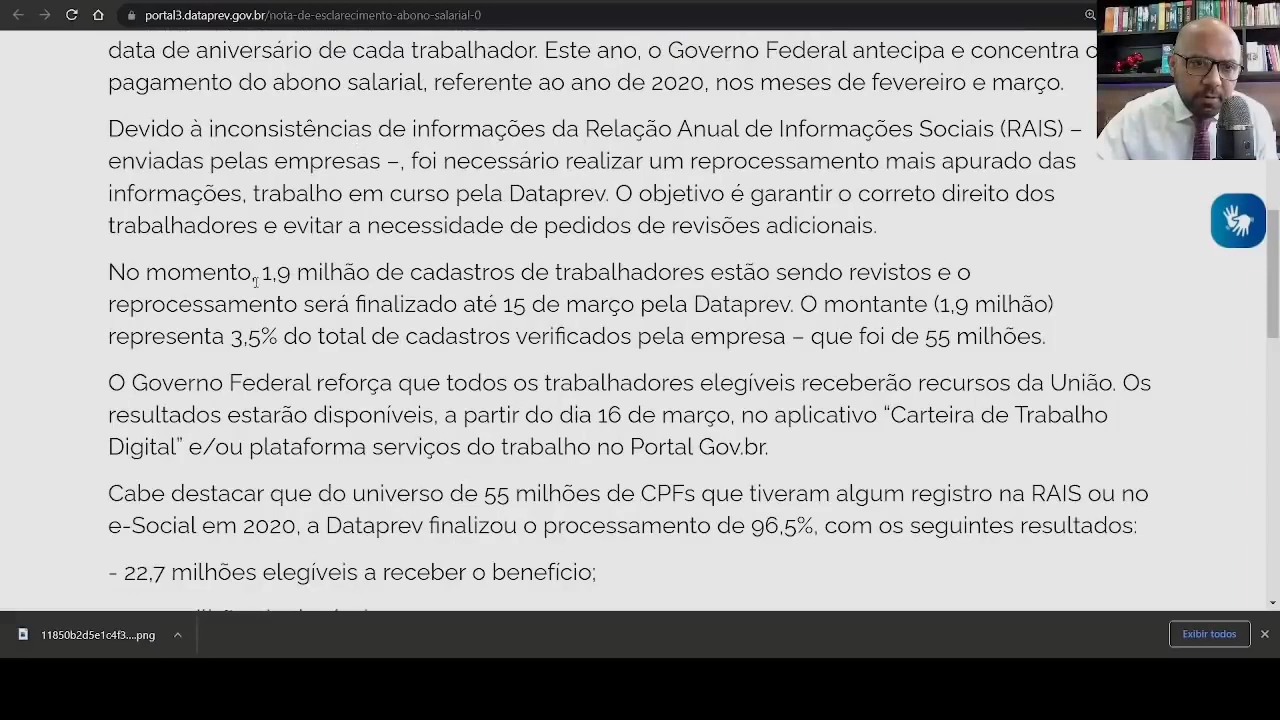 portal3.dataprev.gov.br/nota-de-esclarecimento-abono-salarial-0
data de aniversário de cada trabalhador. Este ano, o Governo Federal antecipa e concentra o
pagamento do abono salarial, referente ao ano de 2020, nos meses de fevereiro e março.
Devido à inconsistências de informações da Relação Anual de Informações Sociais (RAIS) –
enviadas pelas empresas –, foi necessário realizar um reprocessamento mais apurado das
informações, trabalho em curso pela Dataprev. O objetivo é garantir o correto direito dos
trabalhadores e evitar a necessidade de pedidos de revisões adicionais.
No momento, 1,9 milhão de cadastros de trabalhadores estão sendo revistos e o
reprocessamento será finalizado até 15 de março pela Dataprev. O montante (1,9 milhão)
representa 3,5% do total de cadastros verificados pela empresa – que foi de 55 milhões.
O Governo Federal reforça que todos os trabalhadores elegíveis receberão recursos da União. Os
resultados estarão disponíveis, a partir do dia 16 de março, no aplicativo “Carteira de Trabalho
Digital” e/ou plataforma serviços do trabalho no Portal Gov.br.
Cabe destacar que do universo de 55 milhões de CPFs que tiveram algum registro na RAIS ou no
e-Social em 2020, a Dataprev finalizou o processamento de 96,5%, com os seguintes resultados:
- 22,7 milhões elegíveis a receber o benefício;
11850b2d5e1c4f3....png
Exibir todos